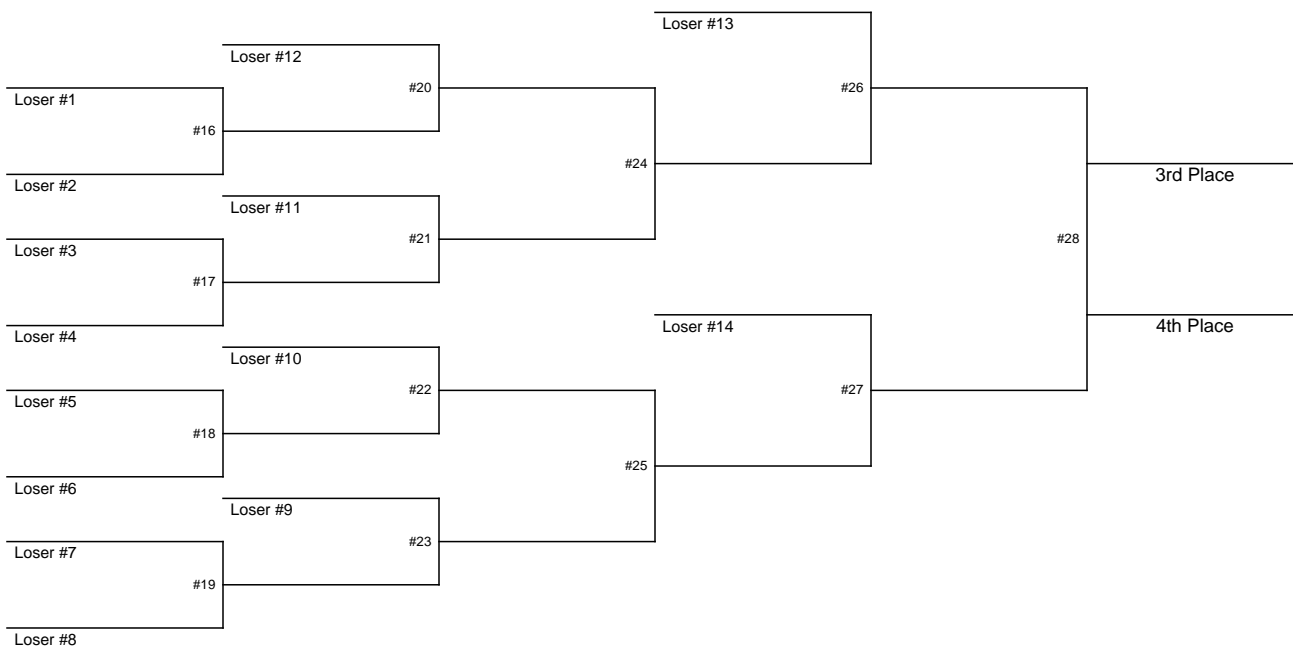 Loser #13
Loser #12
#20
#26
Loser #1
#16
#24
Loser #2
3rd Place
Loser #11
#21
#28
Loser #3
#17
Loser #14
4th Place
Loser #4
Loser #10
#22
#27
Loser #5
#18
#25
Loser #6
Loser #9
#23
Loser #7
#19
Loser #8